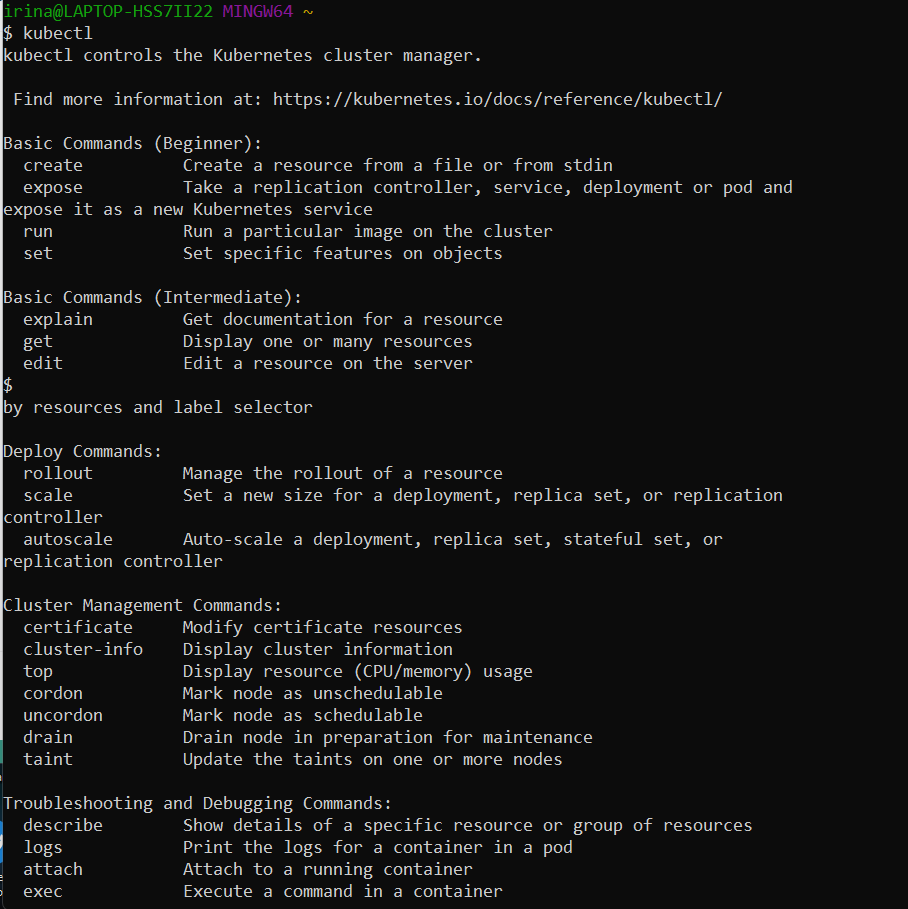 irina@LAPTOP-HSS7II22 MINGW64 ~
$ kubectl
kubectl controls the Kubernetes cluster manager.

 Find more information at: https://kubernetes.io/docs/reference/kubectl/

Basic Commands (Beginner):
  create          Create a resource from a file or from stdin
  expose          Take a replication controller, service, deployment or pod and
expose it as a new Kubernetes service
  run             Run a particular image on the cluster
  set             Set specific features on objects

Basic Commands (Intermediate):
  explain         Get documentation for a resource
  get             Display one or many resources
  edit            Edit a resource on the server
$
by resources and label selector

Deploy Commands:
  rollout         Manage the rollout of a resource
  scale           Set a new size for a deployment, replica set, or replication
controller
  autoscale       Auto-scale a deployment, replica set, stateful set, or
replication controller

Cluster Management Commands:
  certificate     Modify certificate resources
  cluster-info    Display cluster information
  top             Display resource (CPU/memory) usage
  cordon          Mark node as unschedulable
  uncordon        Mark node as schedulable
  drain           Drain node in preparation for maintenance
  taint           Update the taints on one or more nodes

Troubleshooting and Debugging Commands:
  describe        Show details of a specific resource or group of resources
  logs            Print the logs for a container in a pod
  attach          Attach to a running container
  exec            Execute a command in a container